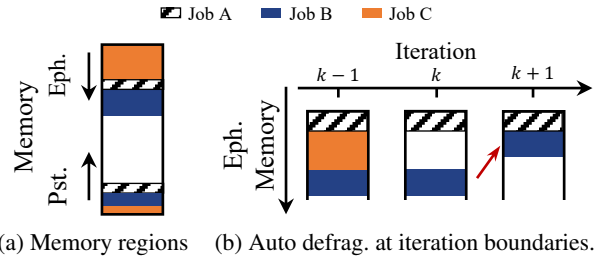 Job A Job B Job C
Iteration
k − 1 k k + 1
Memory
Eph.
Pst.
Eph.
Memory
(a) Memory regions (b) Auto defrag. at iteration boundaries.